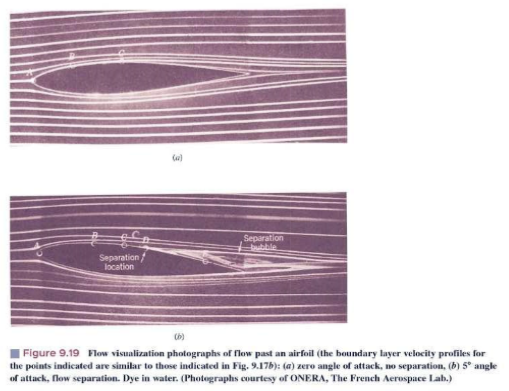 A
B
C
(a)
A
B
C
D
Separation
location
Separation
bubble
E
(b)
Figure 9.19 Flow visualization photographs of flow past an airfoil (the boundary layer velocity profiles for
the points indicated are similar to those indicated in Fig. 9.17b): (a) zero angle of attack, no separation, (b) 5° angle
of attack, flow separation. Dye in water. (Photographs courtesy of ONERA, The French Aerospace Lab.)